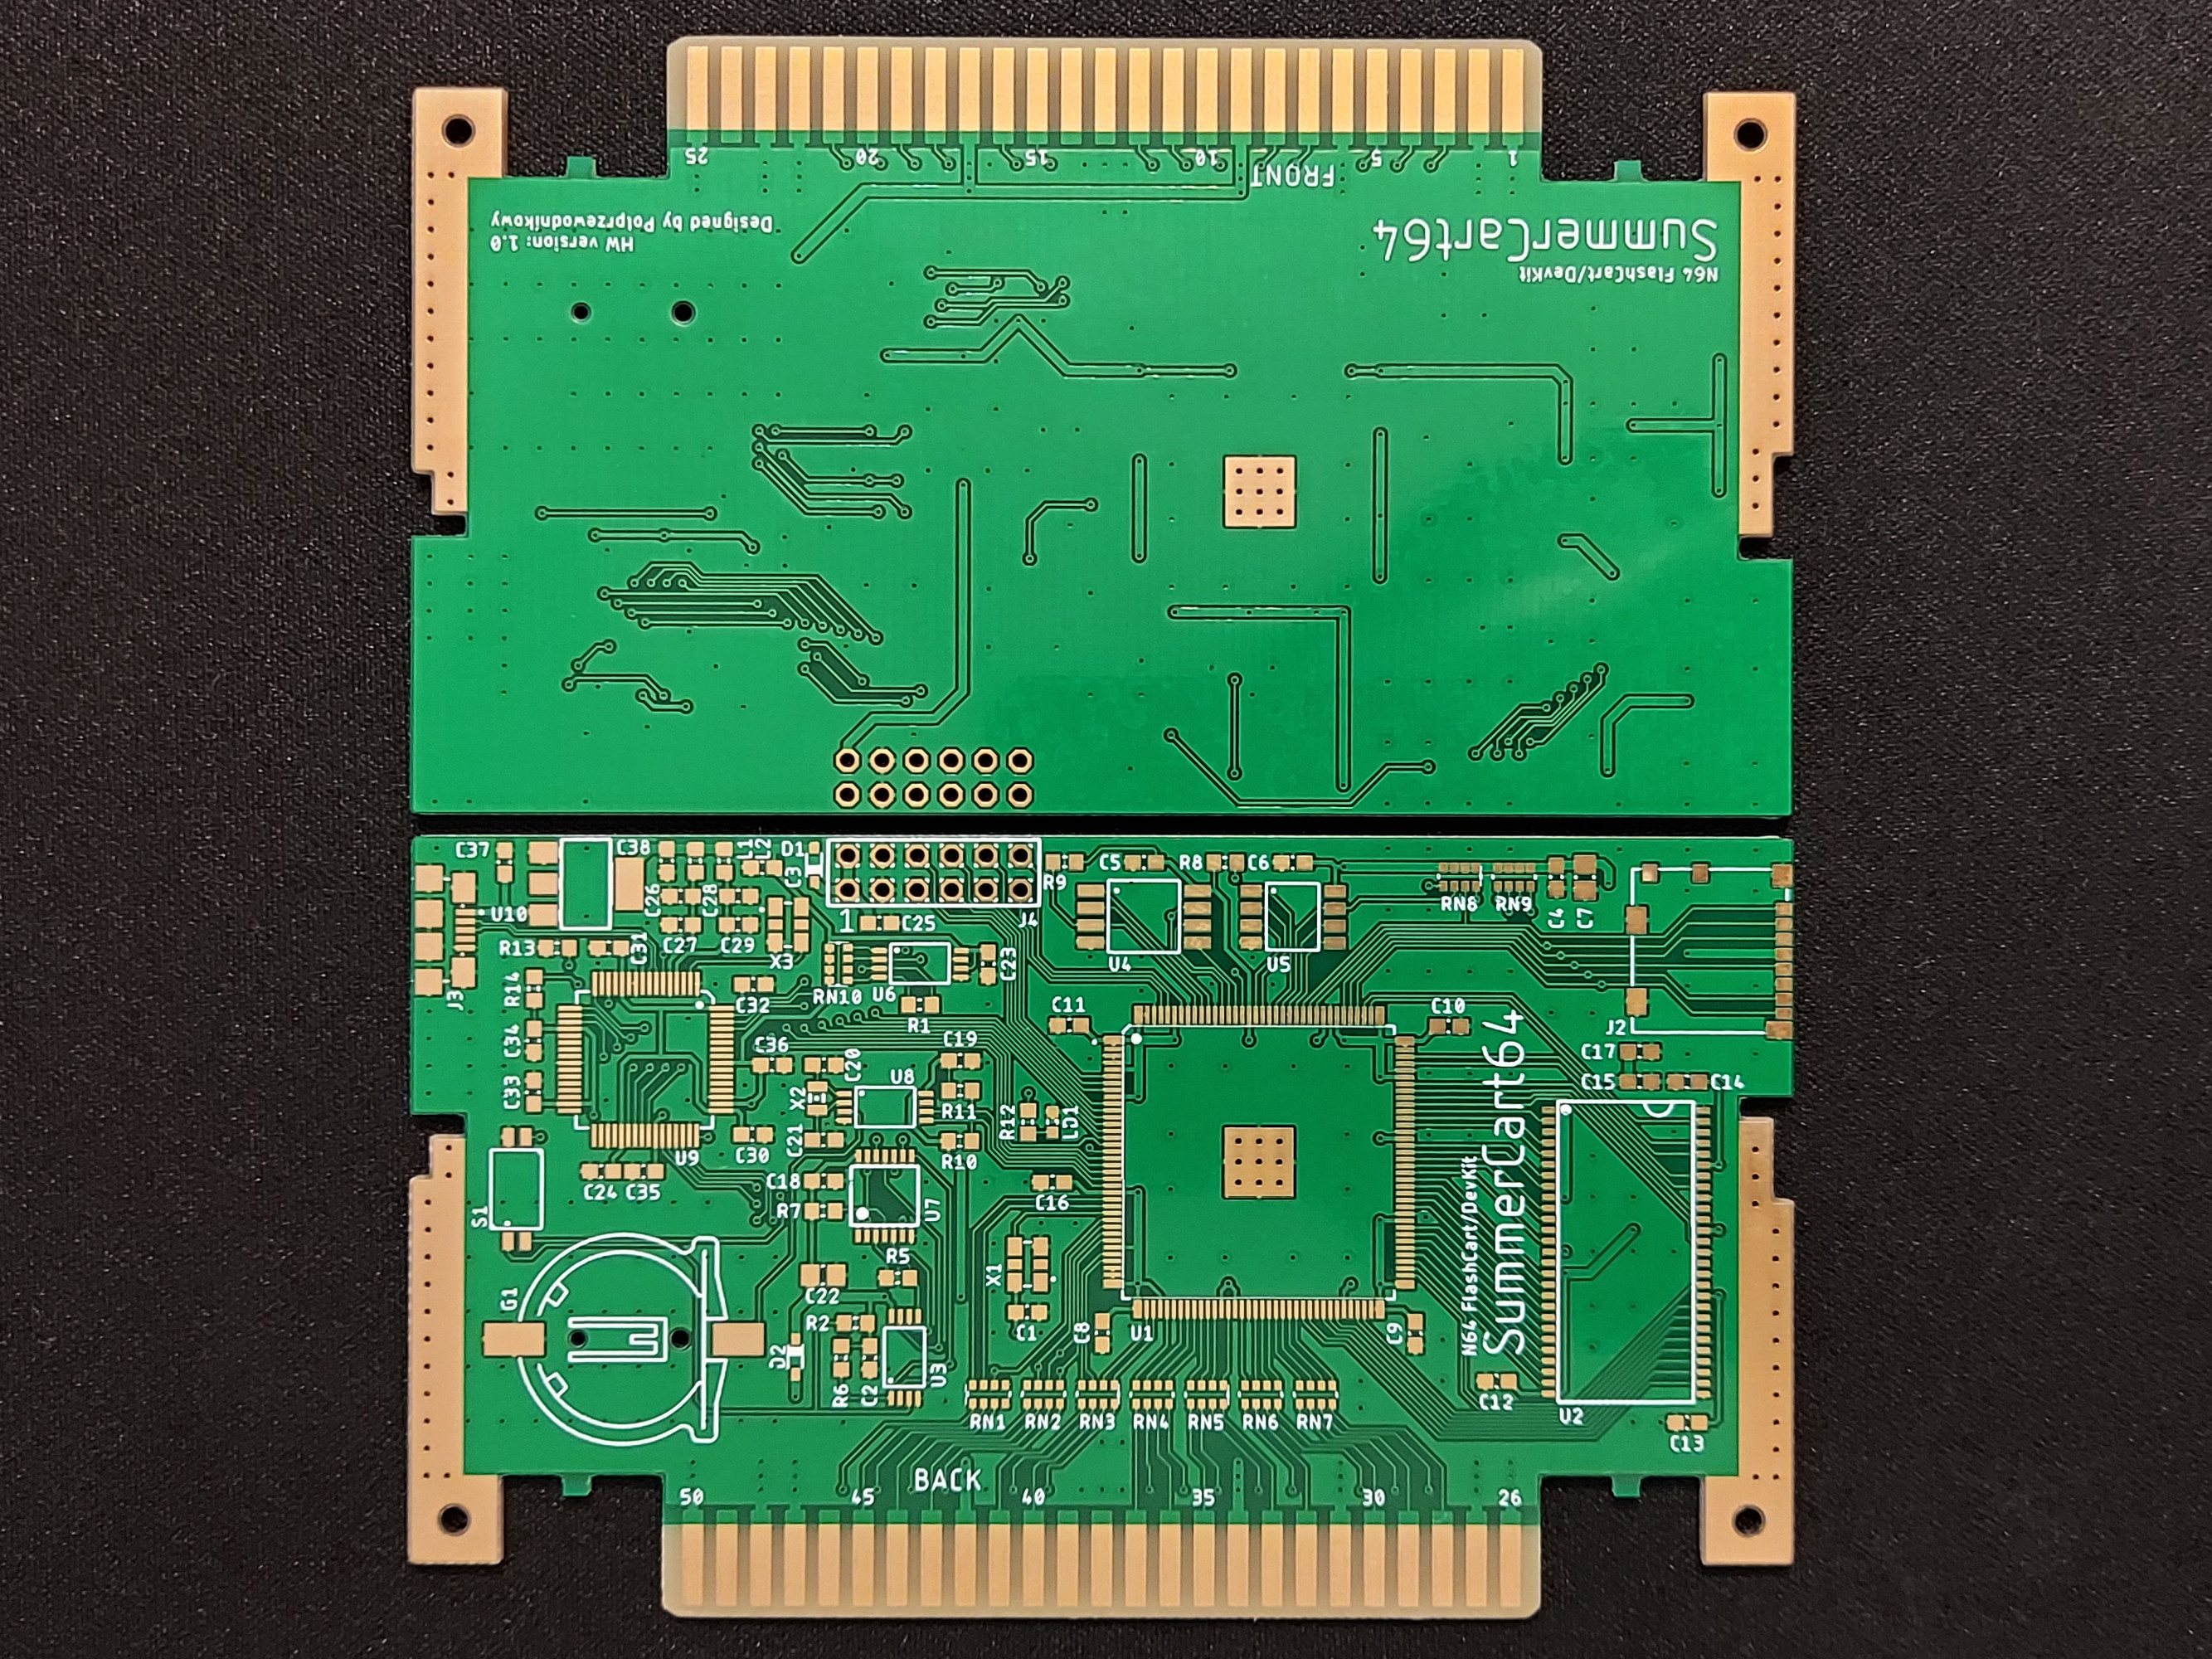 25 20 15 10 5 1
FRONT
Designed by Polprzewodnikowy
HW version: 1.0
SummerCart64
N64 FlashCart/DevKit
C37
C38
L1
L2
D1
C3
R9
C5
R8
C6
RN8
RN9
C4
C7
U10
C26
C28
1
C25
J4
R13
C31
C27
C29
X3
U4
U5
J3
R14
C32
RN10
U6
C23
R1
C11
C10
J2
C34
C36
C20
C19
C17
C33
X2
U8
R11
R12
LD1
C15
C14
U9
C30
C21
R10
C24
C35
C18
R7
U7
C16
S1
R5
X1
N64 FlashCart/DevKit
SummerCart64
G1
C22
R2
C1
C8
U1
C9
D2
R6
C2
U3
C12
U2
RN1 RN2 RN3 RN4 RN5 RN6 RN7
C13
BACK
50 45 40 35 30 26